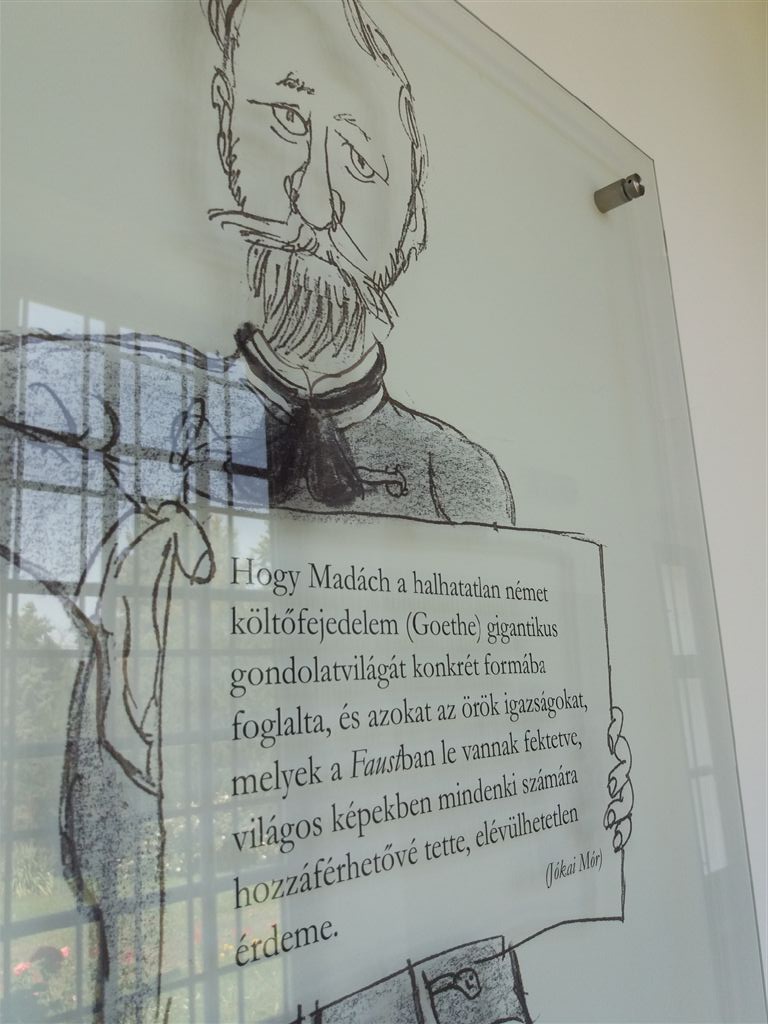 Hogy Madách a halhatatlan német
költőfejedelem (Goethe) gigantikus
gondolatvilágát konkrét formába
foglalta, és azokat az örök igazságokat,
melyek a Faustban le vannak fektetve,
világos képekben mindenki számára
hozzáférhetővé tette, elévülhetetlen
érdeme.
(Jókai Mór)